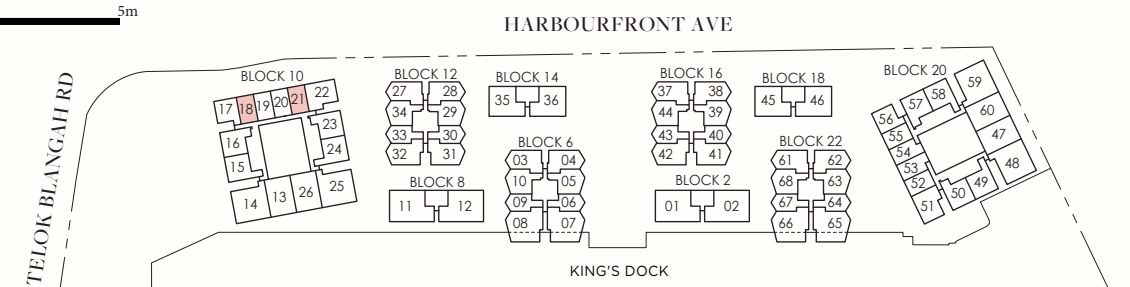 5m
HARBOURFRONT AVE
TELOK BLANGAH RD
BLOCK 10
17 18 19 20 21 22
16 23
15 24
14 13 26 25
BLOCK 12
27 28
34 29
33 30
32 31
BLOCK 14
35 36
BLOCK 8
11 12
BLOCK 6
03 04
10 05
09 06
08 07
BLOCK 16
37 38
44 39
43 40
42 41
BLOCK 18
45 46
BLOCK 2
01 02
BLOCK 22
61 62
68 63
67 64
66 65
BLOCK 20
56 57 58 59
55 60
54 47
53 48
52
51 50 49
KING'S DOCK